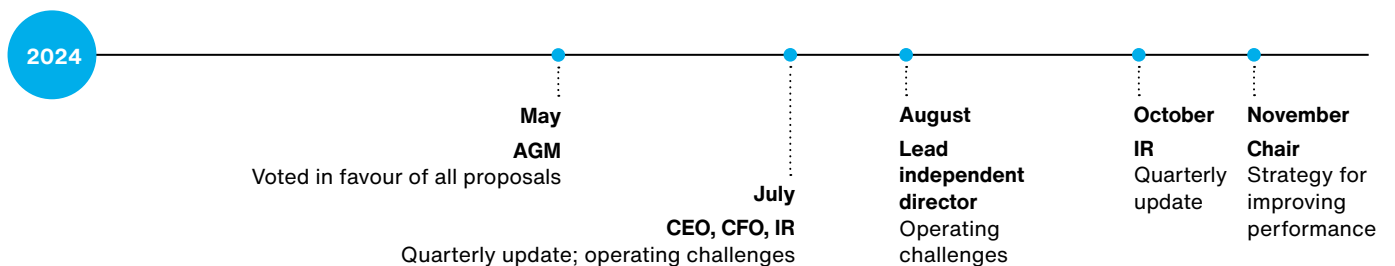 2024
May
AGM
Voted in favour of all proposals
July
CEO, CFO, IR
Quarterly update; operating challenges
August
Lead
independent
director
Operating
challenges
October
IR
Quarterly
update
November
Chair
Strategy for
improving
performance